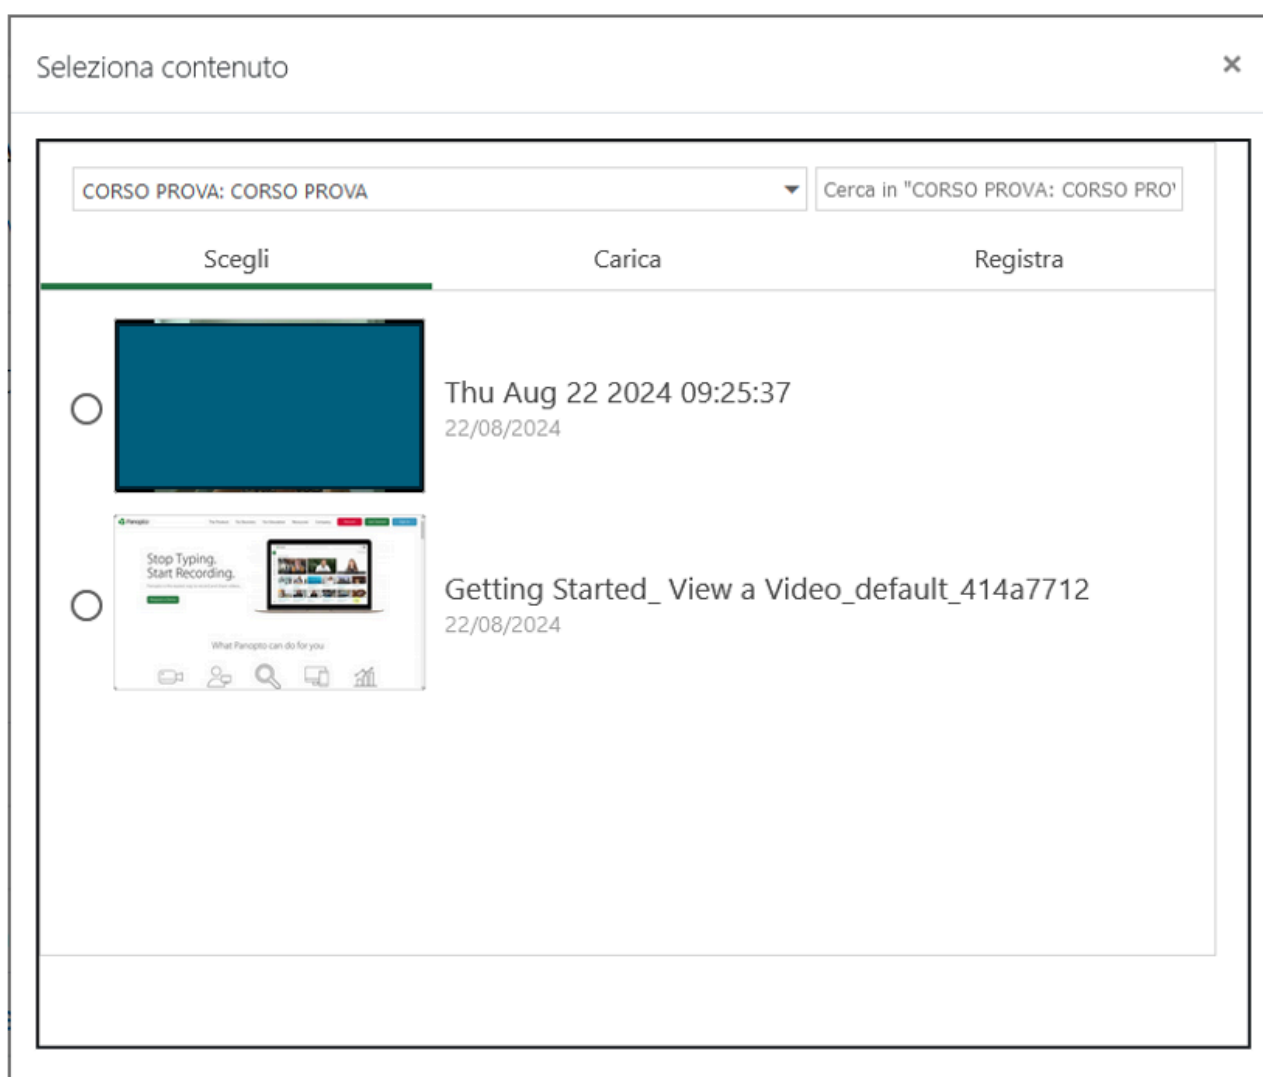 Seleziona contenuto
×
CORSO PROVA: CORSO PROVA
Cerca in "CORSO PROVA: CORSO PRO
Scegli
Carica
Registra
Thu Aug 22 2024 09:25:37
22/08/2024
Panopto
Stop Typing.
Start Recording.
What Panopto can do for you
Getting Started_ View a Video_default_414a7712
22/08/2024